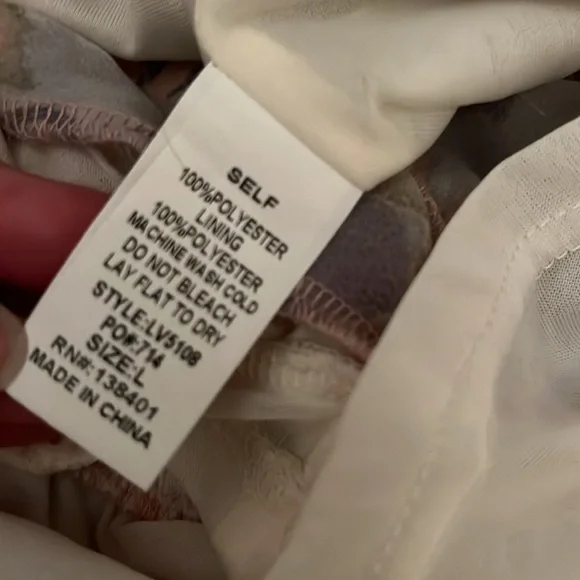 SELF
100%POLYESTER
LINING
100%POLYESTER
MACHINE WASH COLD
DO NOT BLEACH
LAY FLAT TO DRY
STYLE:LV5108
PO#:714
SIZE:L
RN#:138401
MADE IN CHINA